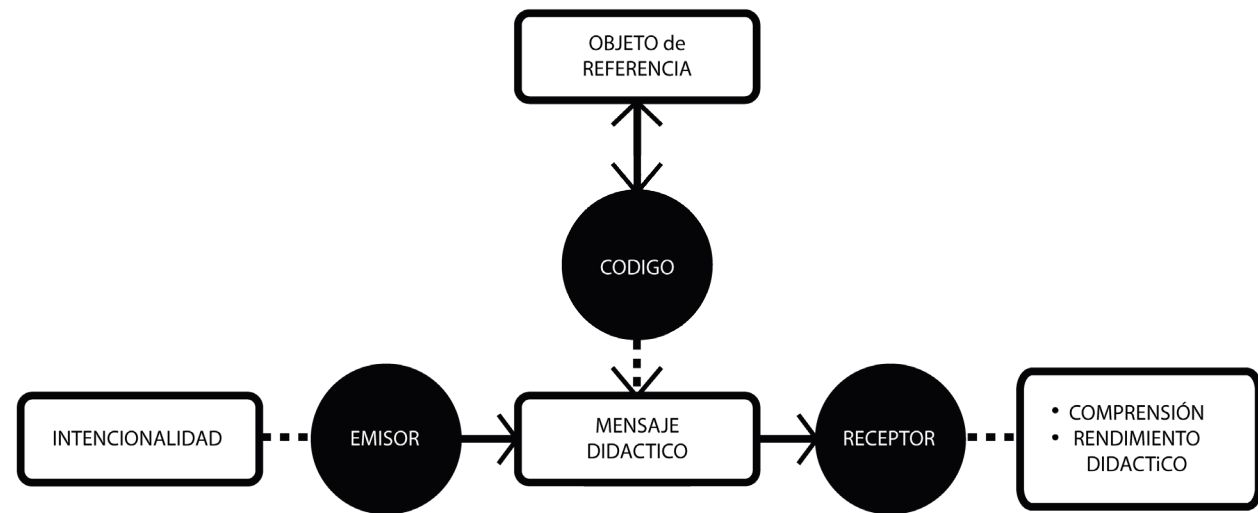 OBJETO de
REFERENCIA
CODIGO
INTENCIONALIDAD
EMISOR
MENSAJE
DIDACTICO
RECEPTOR
• COMPRENSIÓN
• RENDIMIENTO
DIDACTiCO